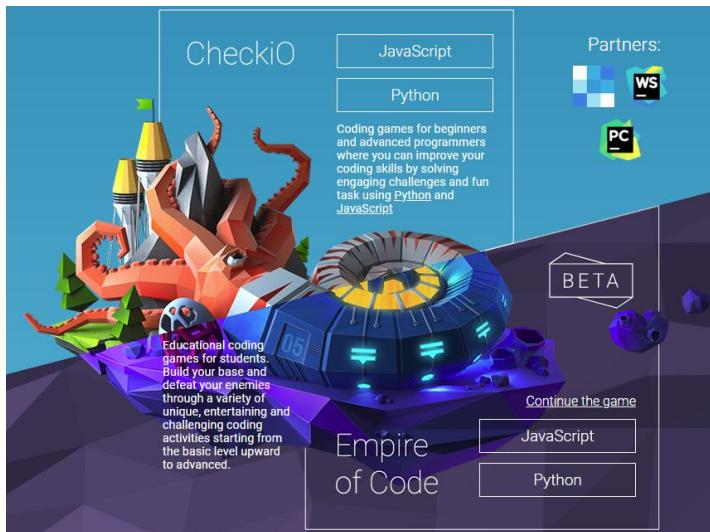 CheckiO
JavaScript
Python
Coding games for beginners
and advanced programmers
where you can improve your
coding skills by solving
engaging challenges and fun
task using Python and
JavaScript
Partners:
WS
PC
BETA
05
Educational coding
games for students.
Build your base and
defeat your enemies
through a variety of
unique, entertaining and
challenging coding
activities starting from
the basic level upward
to advanced.
Continue the game
Empire
of Code
JavaScript
Python